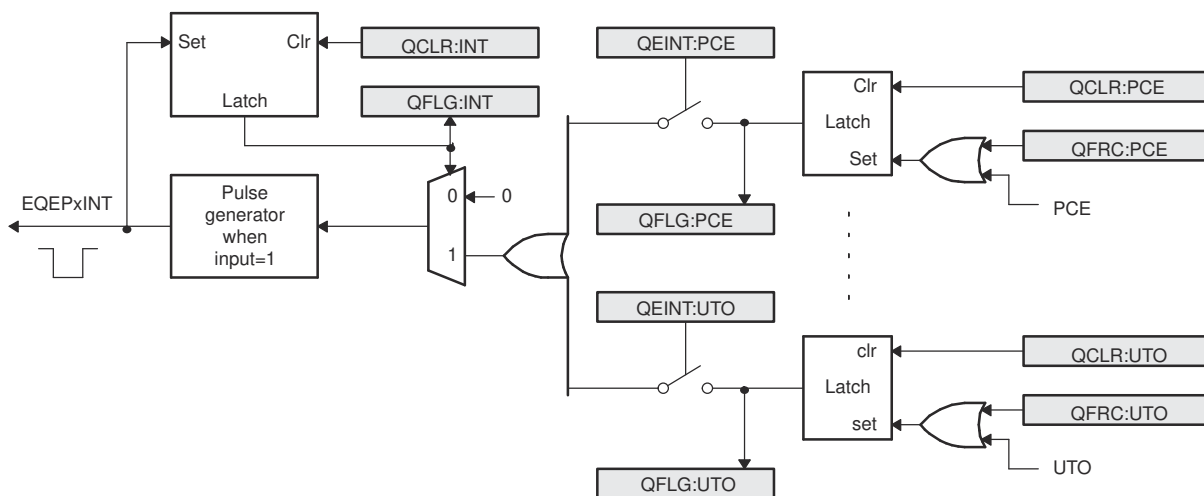 Set
Clr
QCLR:INT
Latch
QFLG:INT
EQEPxINT
Pulse
generator
when
input=1
0
0
1
QEINT:PCE
QFLG:PCE
Clr
Latch
Set
QCLR:PCE
QFRC:PCE
PCE
QEINT:UTO
QFLG:UTO
clr
Latch
set
QCLR:UTO
QFRC:UTO
UTO